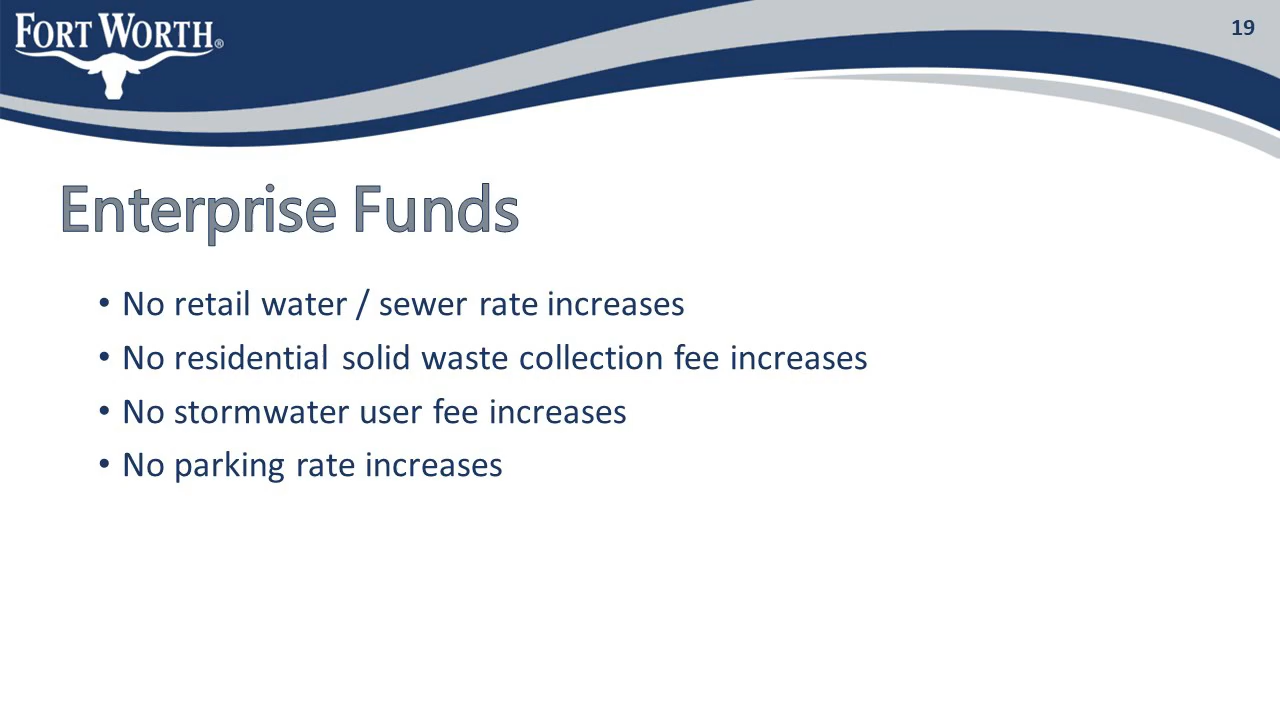 FORT WORTH®
19
Enterprise Funds
• No retail water / sewer rate increases
• No residential solid waste collection fee increases
• No stormwater user fee increases
• No parking rate increases